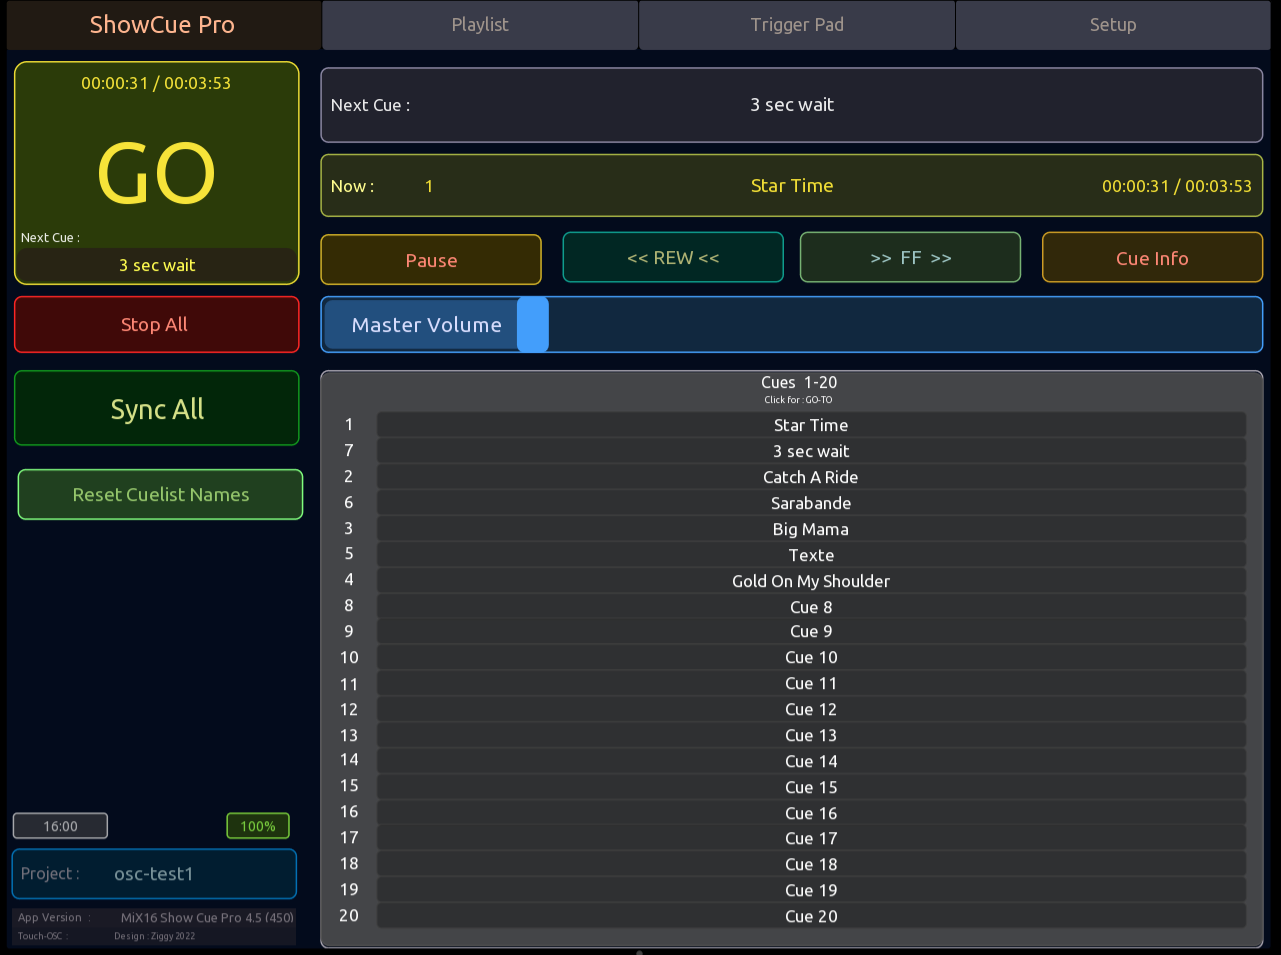 ShowCue Pro
Playlist
Trigger Pad
Setup
00:00:31 / 00:03:53
GO
Next Cue :
3 sec wait
Next Cue :
3 sec wait
Now :
1
Star Time
00:00:31 / 00:03:53
Pause
<< REW <<
>> FF >>
Cue Info
Stop All
Master Volume
Sync All
Reset Cuelist Names
Cues 1-20
Click for : GO-TO
1 Star Time
7 3 sec wait
2 Catch A Ride
6 Sarabande
3 Big Mama
5 Texte
4 Gold On My Shoulder
8 Cue 8
9 Cue 9
10 Cue 10
11 Cue 11
12 Cue 12
13 Cue 13
14 Cue 14
15 Cue 15
16 Cue 16
17 Cue 17
18 Cue 18
19 Cue 19
20 Cue 20
16:00
100%
Project : osc-test1
App Version : MiX16 Show Cue Pro 4.5 (450)
Touch-OSC : Design : Ziggy 2022